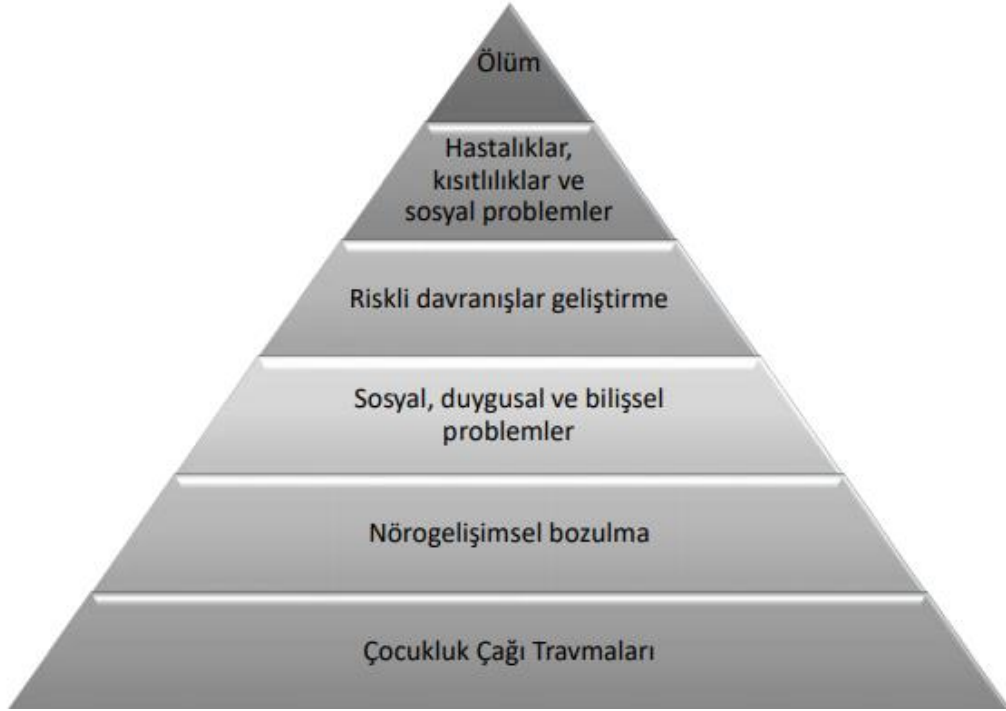 Ölüm
Hastalıklar,
kısıtlılıklar ve
sosyal problemler
Riskli davranışlar geliştirme
Sosyal, duygusal ve bilişsel
problemler
Nörogelişimsel bozulma
Çocukluk Çağı Travmaları